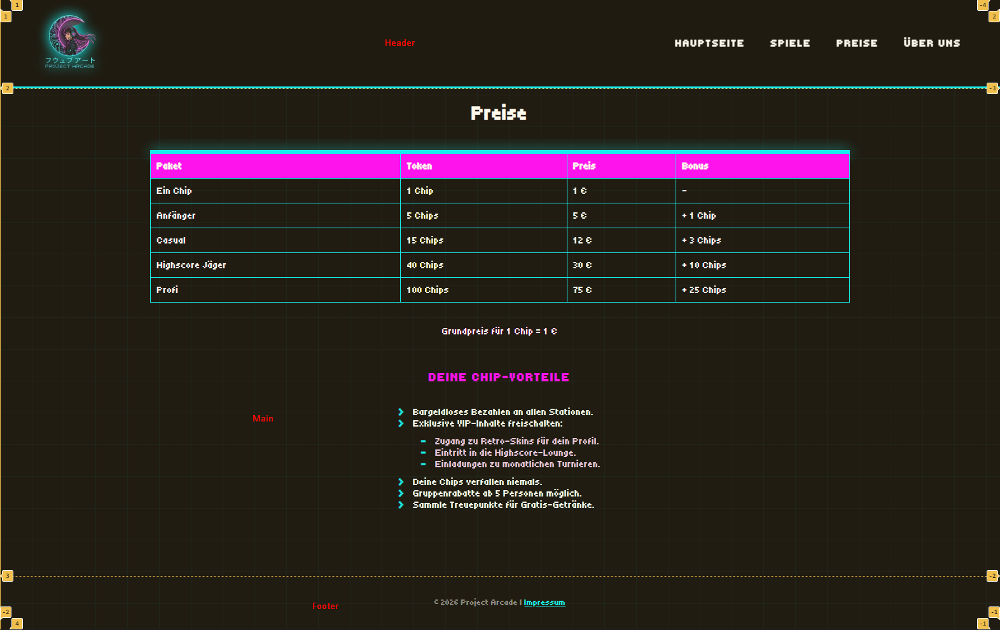 1
1
-4
2
フウェブアート
PROJECT ARCADE
Header
HAUPTSEITE SPIELE PREISE ÜBER UNS
2
-3
Preise
Paket Token Preis Bonus
Ein Chip 1 Chip 1 € -
Anfänger 5 Chips 5 € + 1 Chip
Casual 15 Chips 12 € + 3 Chips
Highscore Jäger 40 Chips 30 € + 10 Chips
Profi 100 Chips 75 € + 25 Chips
Grundpreis für 1 Chip = 1 €
DEINE CHIP-VORTEILE
Bargeldloses Bezahlen an allen Stationen.
Main
Exklusive VIP-Inhalte freischalten:
- Zugang zu Retro-Skins für dein Profil.
- Eintritt in die Highscore-Lounge.
- Einladungen zu monatlichen Turnieren.
Deine Chips verfallen niemals.
Gruppenrabatte ab 5 Personen möglich.
Sammle Treuepunkte für Gratis-Getränke.
3
-2
© 2026 Project Arcade | Impressum
Footer
-2
4
-1
-1